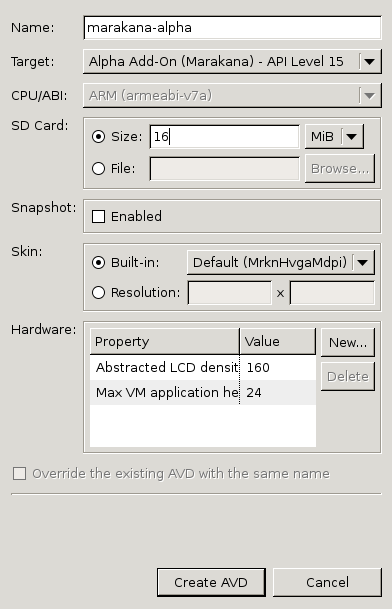 Name: marakana-alpha
Target: Alpha Add-On (Marakana) - API Level 15
CPU/ABI: ARM (armeabi-v7a)
SD Card: Size: 16 MiB
File: Browse...
Snapshot: Enabled
Skin: Built-in: Default (MrknHvgaMdpi)
Resolution: x
Hardware: Property Value New...
Abstracted LCD densit 160 Delete
Max VM application he 24
Override the existing AVD with the same name
Create AVD Cancel